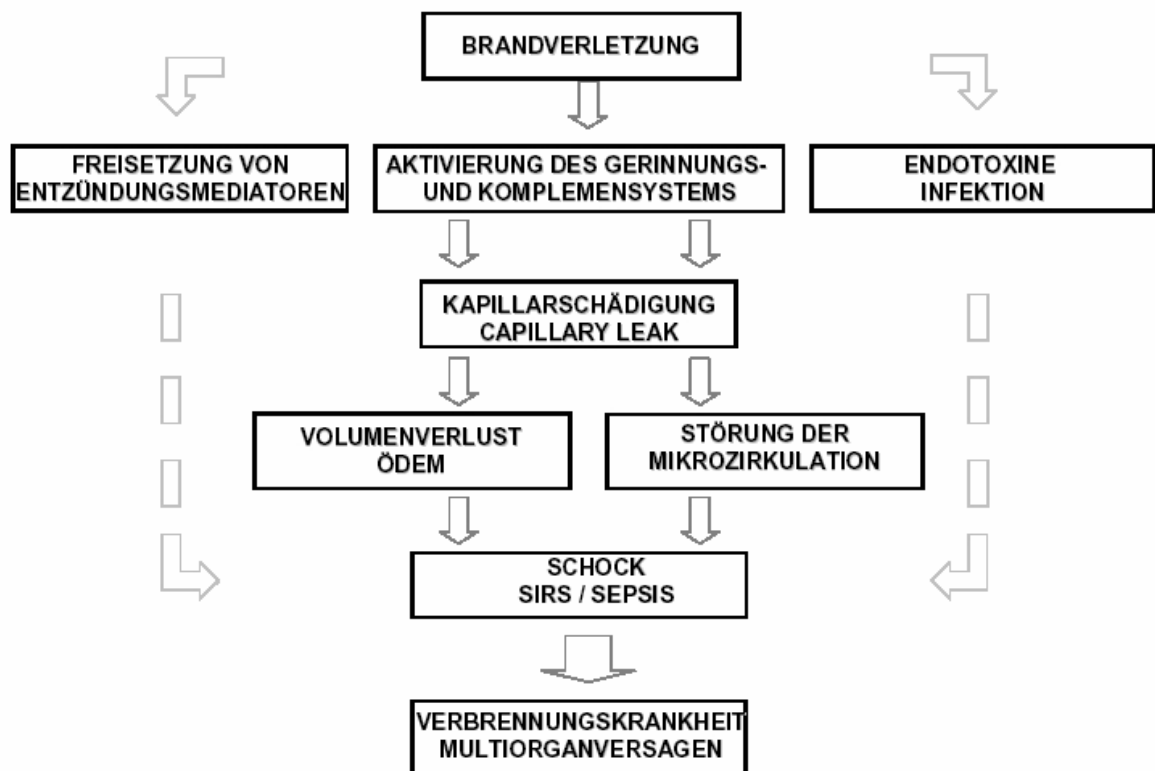 BRANDVERLETZUNG
FREISETZUNG VON
ENTZÜNDUNGSMEDIATOREN
AKTIVIERUNG DES GERINNUNGS-
UND KOMPLEMENSYSTEMS
ENDOTOXINE
INFEKTION
KAPILLARSCHÄDIGUNG
CAPILLARY LEAK
VOLUMENVERLUST
ÖDEM
STÖRUNG DER
MIKROZIRKULATION
SCHOCK
SIRS / SEPSIS
VERBRENNUNGSKRANKHEIT
MULTIORGANVERSAGEN